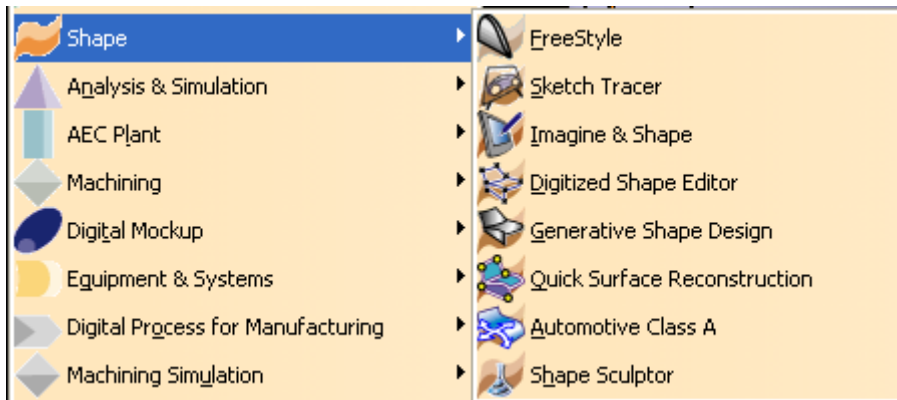 Shape
Analysis & Simulation
AEC Plant
Machining
Digital Mockup
Equipment & Systems
Digital Process for Manufacturing
Machining Simulation
FreeStyle
Sketch Tracer
Imagine & Shape
Digitized Shape Editor
Generative Shape Design
Quick Surface Reconstruction
Automotive Class A
Shape Sculptor